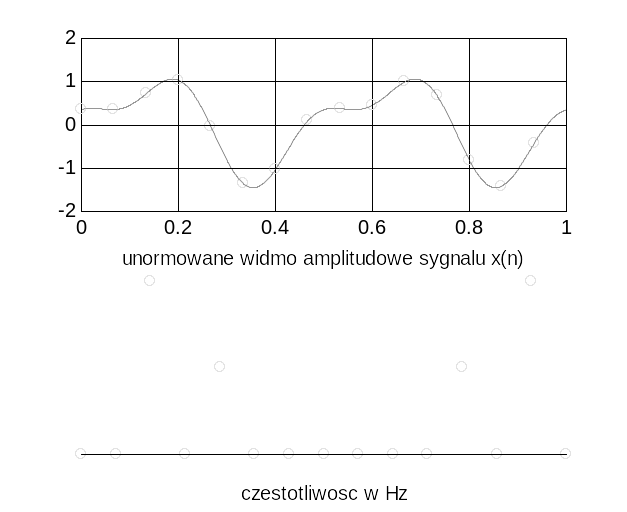 2
1
0
-1
-2
0 0.2 0.4 0.6 0.8 1
unormowane widmo amplitudowe sygnalu x(n)
czestotliwosc w Hz